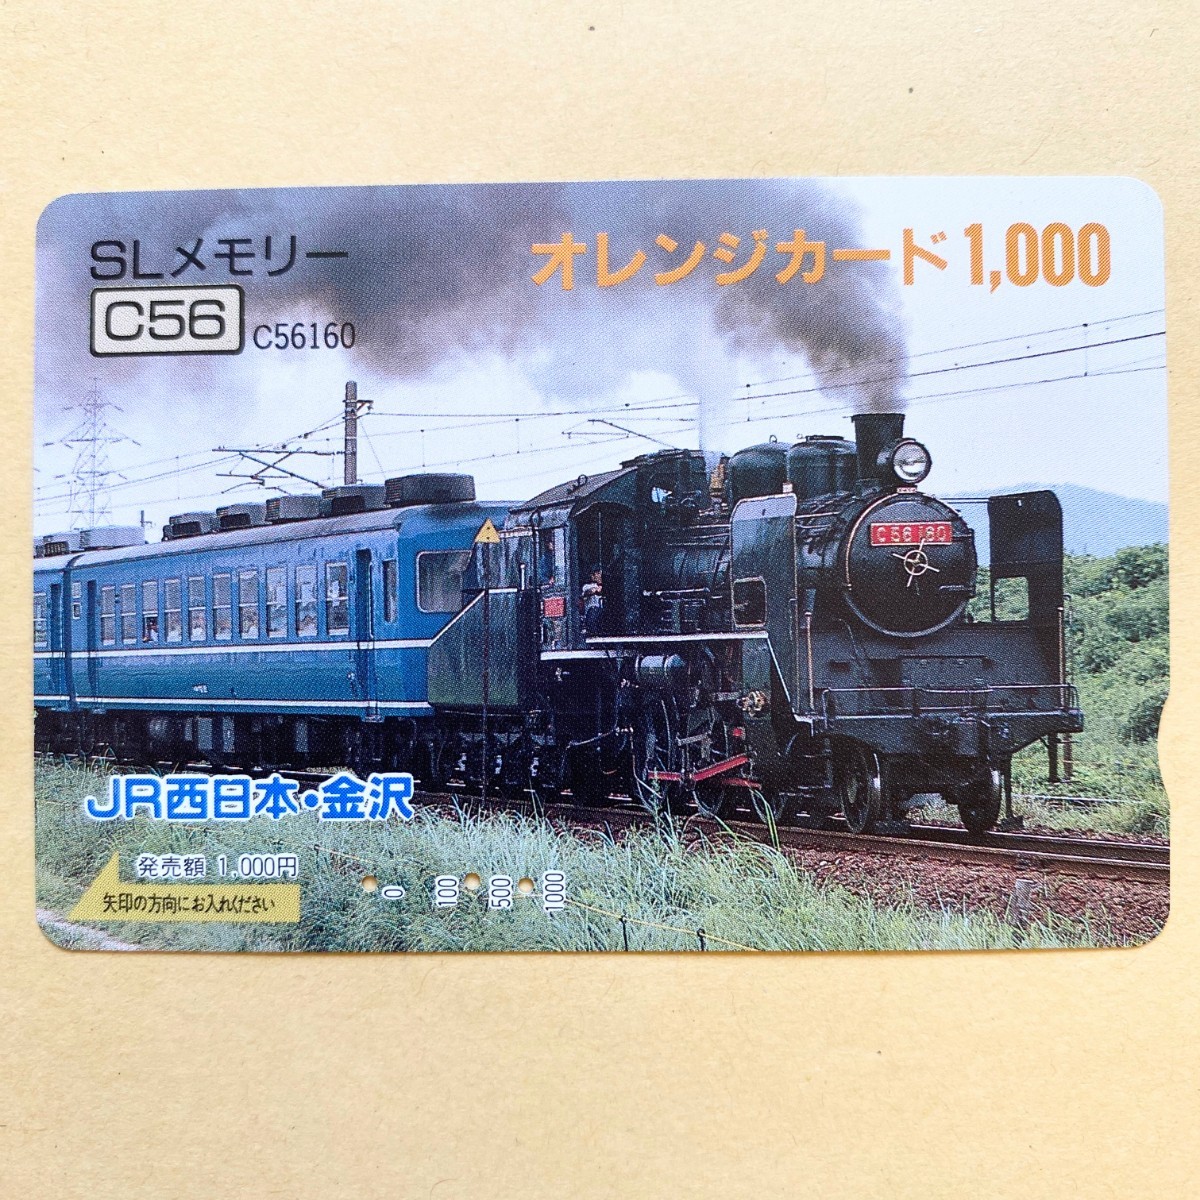 SLメモリー
オレンジカード1,000
C56 C56160
C56 160
JR西日本・金沢
発売額 1,000円
矢印の方向にお入れください
0 100 500 1000